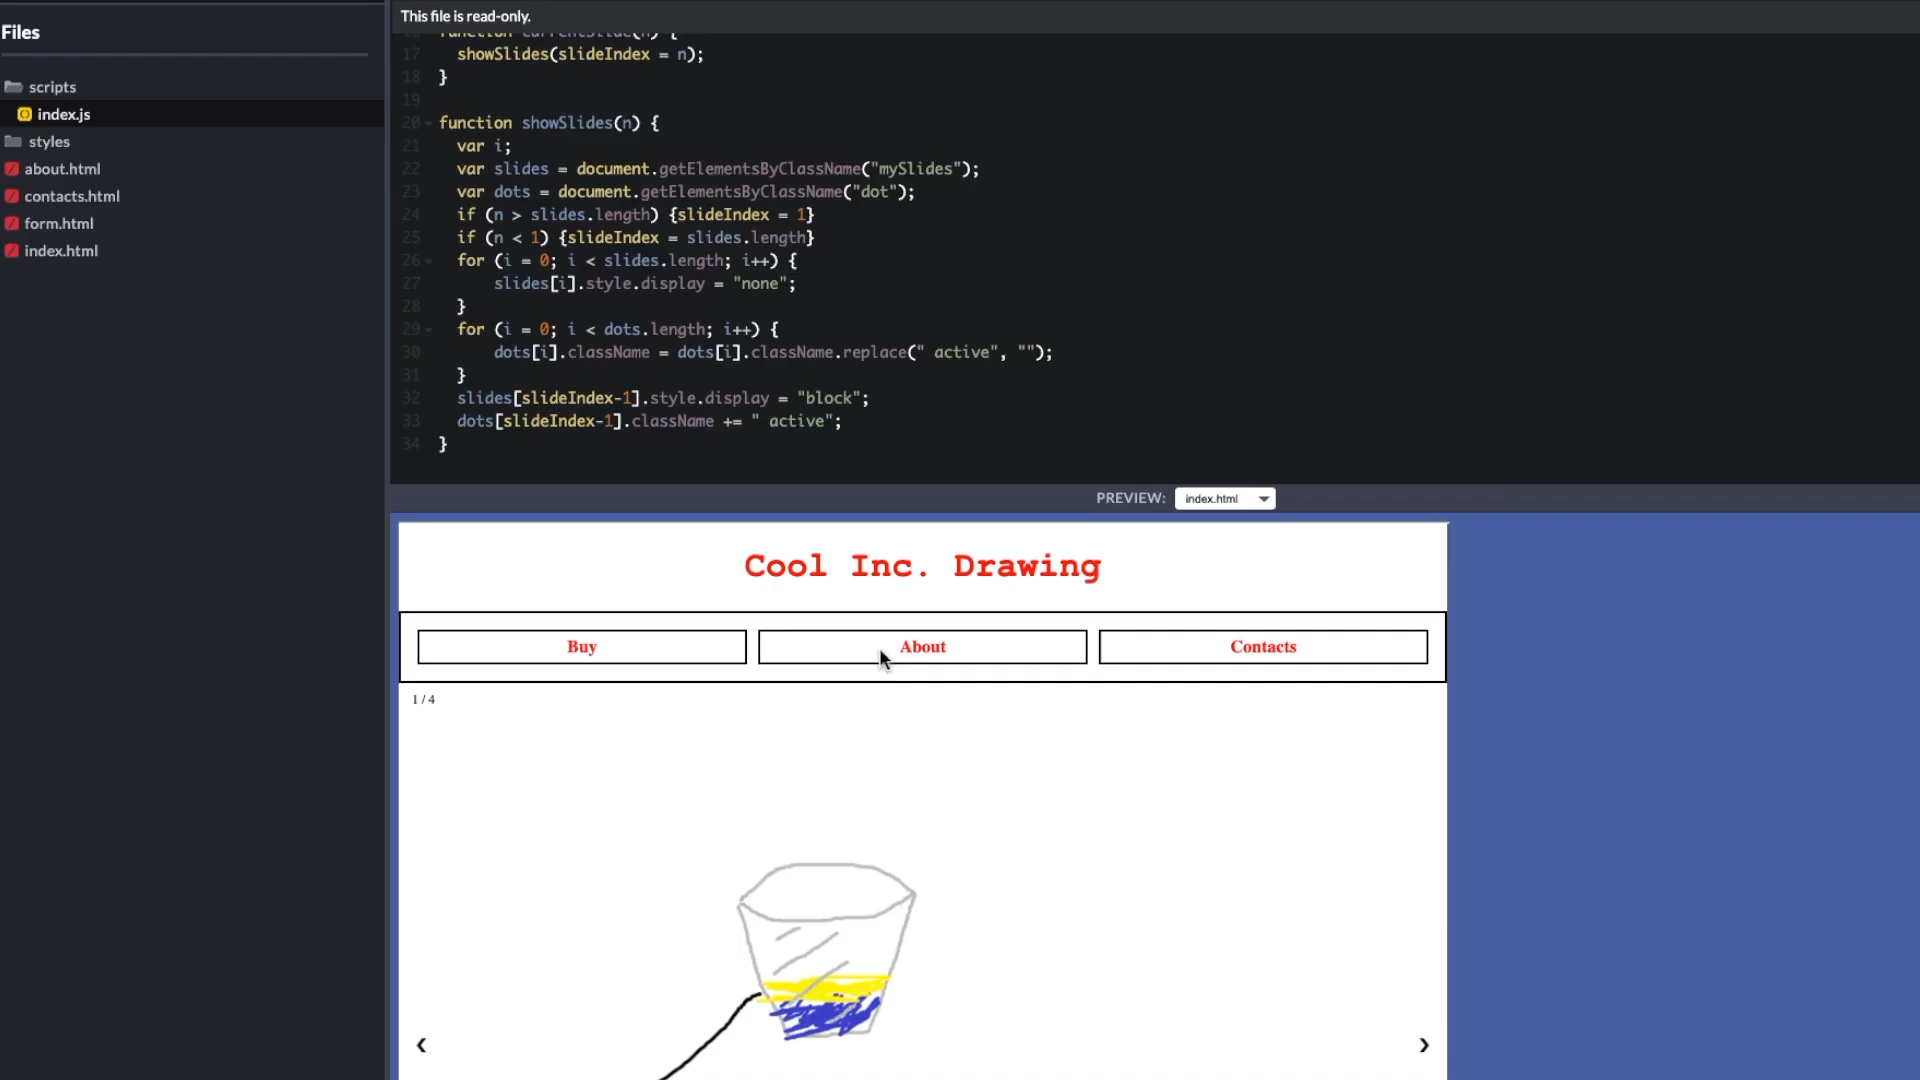 This file is read-only.
Files
scripts
index.js
styles
about.html
contacts.html
form.html
index.html
16 function currentSlide(n) {
17 showSlides(slideIndex = n);
18 }
19
20 function showSlides(n) {
21 var i;
22 var slides = document.getElementsByClassName("mySlides");
23 var dots = document.getElementsByClassName("dot");
24 if (n > slides.length) {slideIndex = 1}
25 if (n < 1) {slideIndex = slides.length}
26 for (i = 0; i < slides.length; i++) {
27 slides[i].style.display = "none";
28 }
29 for (i = 0; i < dots.length; i++) {
30 dots[i].className = dots[i].className.replace(" active", "");
31 }
32 slides[slideIndex-1].style.display = "block";
33 dots[slideIndex-1].className += " active";
34 }
PREVIEW: index.html
Cool Inc. Drawing
Buy About Contacts
1 / 4
❮ ❯